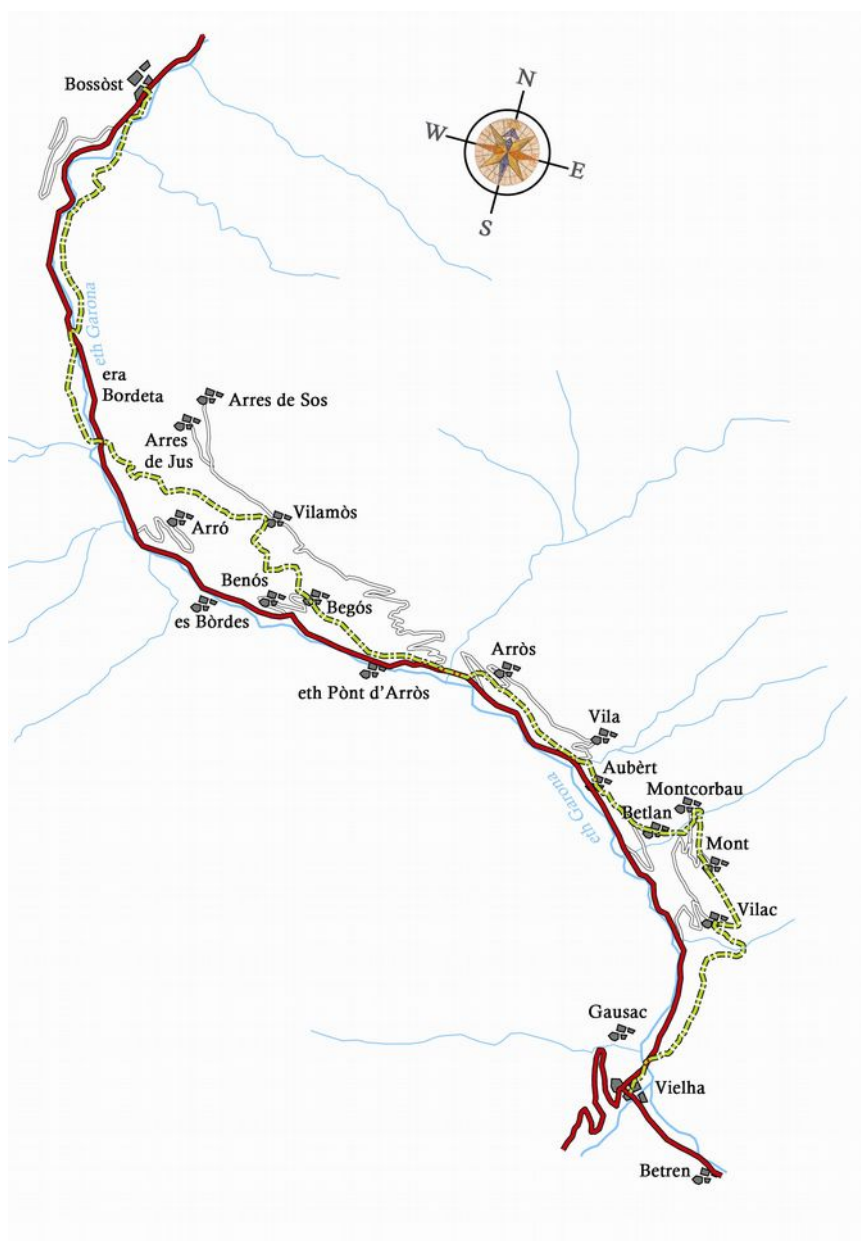 Bossòst
N
W
E
S
eth Garona
era
Bordeta
Arres de Sos
Arres
de Jus
Vilamòs
Arró
Benós
Begós
es Bòrdes
Arròs
eth Pònt d'Arròs
Vila
Aubèrt
eth Garona
Montcorbau
Betlan
Mont
Vilac
Gausac
Vielha
Betren